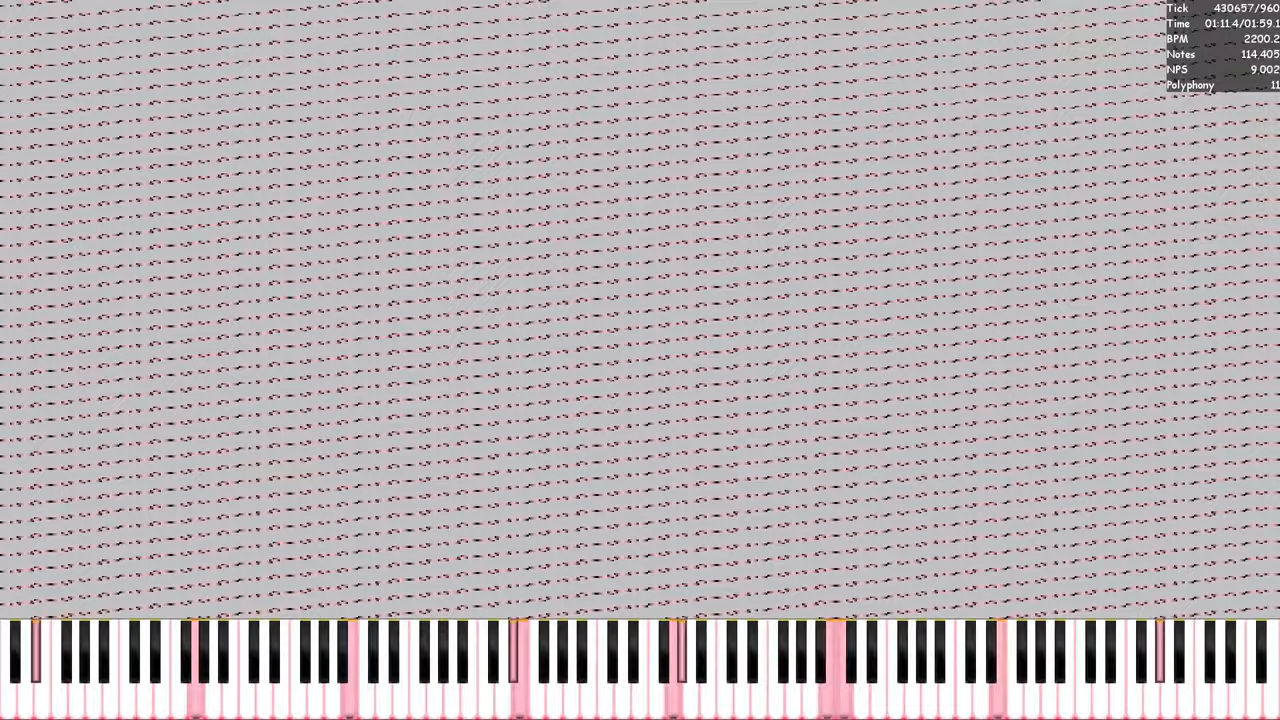 Tick 430657/960
Time 01:11.4/01:59.1
BPM 2200.2
Notes 114,405
NPS 9,002
Polyphony 11